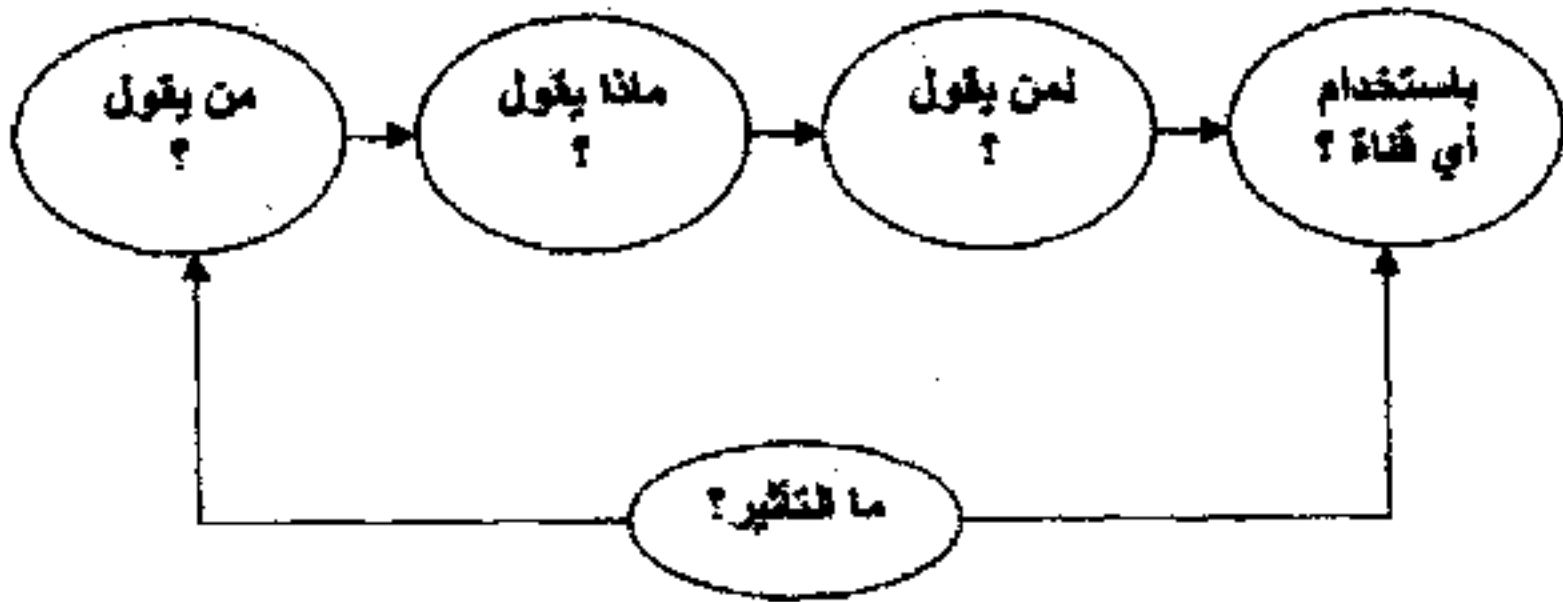 من يقول
؟
ماذا يقول
؟
لمن يقول
؟
باستخدام
أي قناة ؟
ما التأثير؟